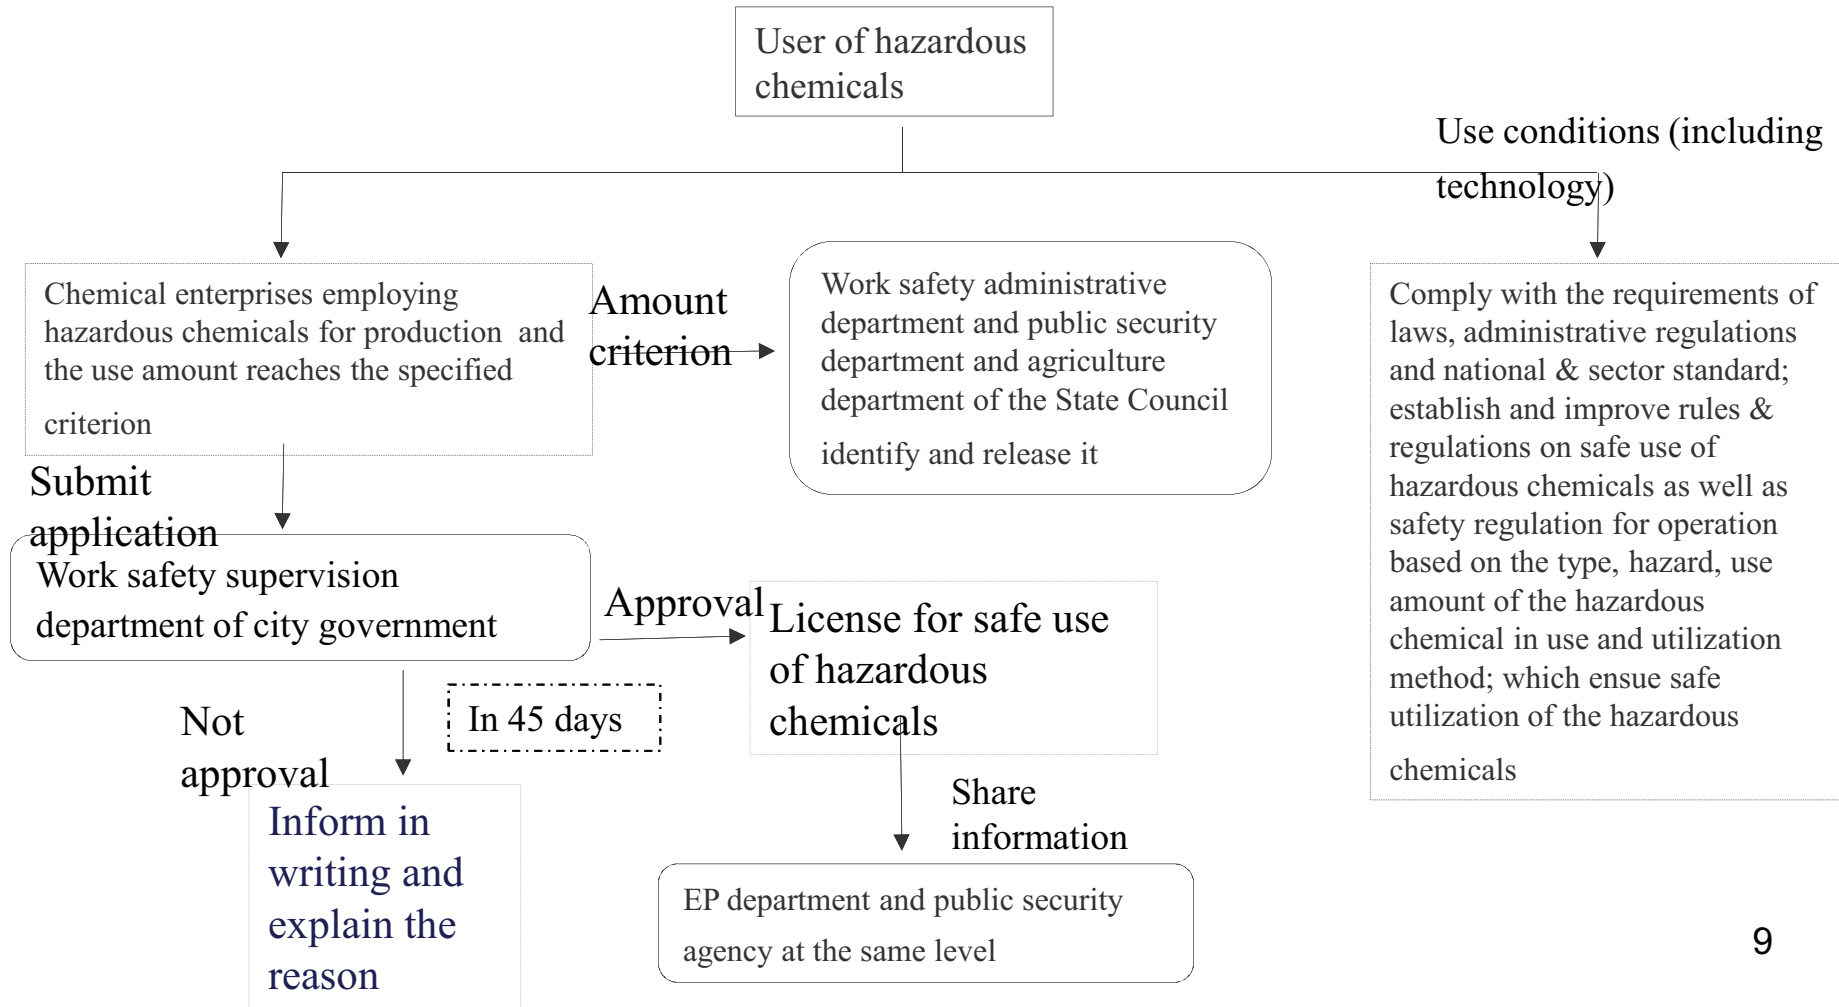 User of hazardous
chemicals
Use conditions (including
technology)
Chemical enterprises employing
hazardous chemicals for production and
the use amount reaches the specified
criterion
Amount
criterion
Work safety administrative
department and public security
department and agriculture
department of the State Council
identify and release it
Comply with the requirements of
laws, administrative regulations
and national & sector standard;
establish and improve rules &
regulations on safe use of
hazardous chemicals as well as
safety regulation for operation
based on the type, hazard, use
amount of the hazardous
chemical in use and utilization
method; which ensue safe
utilization of the hazardous
chemicals
Submit
application
Work safety supervision
department of city government
Approval
License for safe use
of hazardous
chemicals
Not
approval
In 45 days
Inform in
writing and
explain the
reason
Share
information
EP department and public security
agency at the same level
9